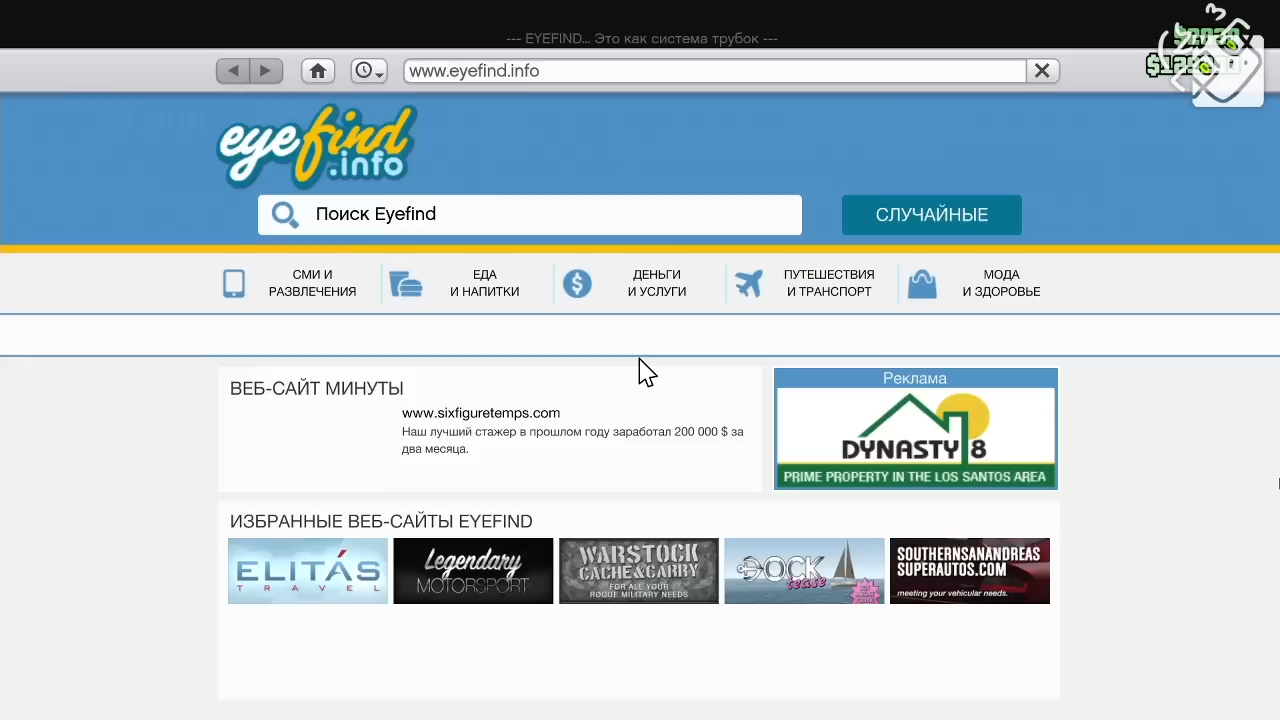 --- EYEFIND... Это как система трубок ---
www.eyefind.info
eyefind
.info
Поиск Eyefind
СЛУЧАЙНЫЕ
СМИ И
РАЗВЛЕЧЕНИЯ
ЕДА
И НАПИТКИ
ДЕНЬГИ
И УСЛУГИ
ПУТЕШЕСТВИЯ
И ТРАНСПОРТ
МОДА
И ЗДОРОВЬЕ
ВЕБ-САЙТ МИНУТЫ
www.sixfiguretemps.com
Наш лучший стажер в прошлом году заработал 200 000 $ за
два месяца.
Реклама
DYNASTY 8
PRIME PROPERTY IN THE LOS SANTOS AREA
ИЗБРАННЫЕ ВЕБ-САЙТЫ EYEFIND
ELITÁS
TRAVEL
Legendary
MOTORSPORT
WARSTOCK
CACHE & CARRY
FOR ALL YOUR
ROGUE MILITARY NEEDS
DOCK
tease
SOUTHERNSANANDREAS
SUPERAUTOS.COM
meeting your vehicular needs.